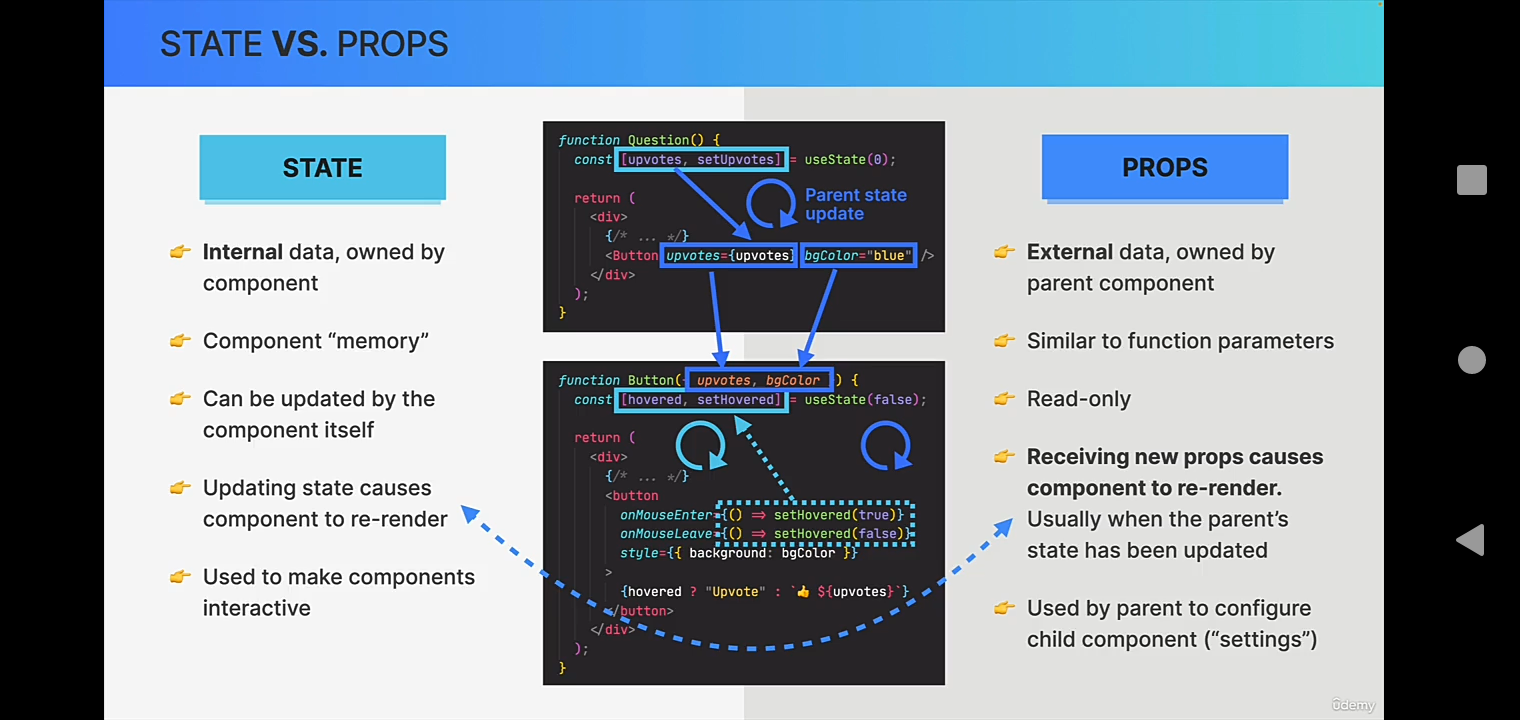 STATE VS. PROPS
STATE
👉 Internal data, owned by
component
👉 Component “memory”
👉 Can be updated by the
component itself
👉 Updating state causes
component to re-render
👉 Used to make components
interactive
function Question() {
const [upvotes, setUpvotes] = useState(0);
return (
<div>
{/* ... */}
<Button upvotes={upvotes} bgColor="blue" />
</div>
);
}
Parent state
update
function Button({ upvotes, bgColor }) {
const [hovered, setHovered] = useState(false);
return (
<div>
{/* ... */}
<button
onMouseEnter={() => setHovered(true)}
onMouseLeave={() => setHovered(false)}
style={{ background: bgColor }}
>
{hovered ? "Upvote" : `👍 ${upvotes}`}
</button>
</div>
);
}
PROPS
👉 External data, owned by
parent component
👉 Similar to function parameters
👉 Read-only
👉 Receiving new props causes
component to re-render.
Usually when the parent’s
state has been updated
👉 Used by parent to configure
child component (“settings”)
ûdemy